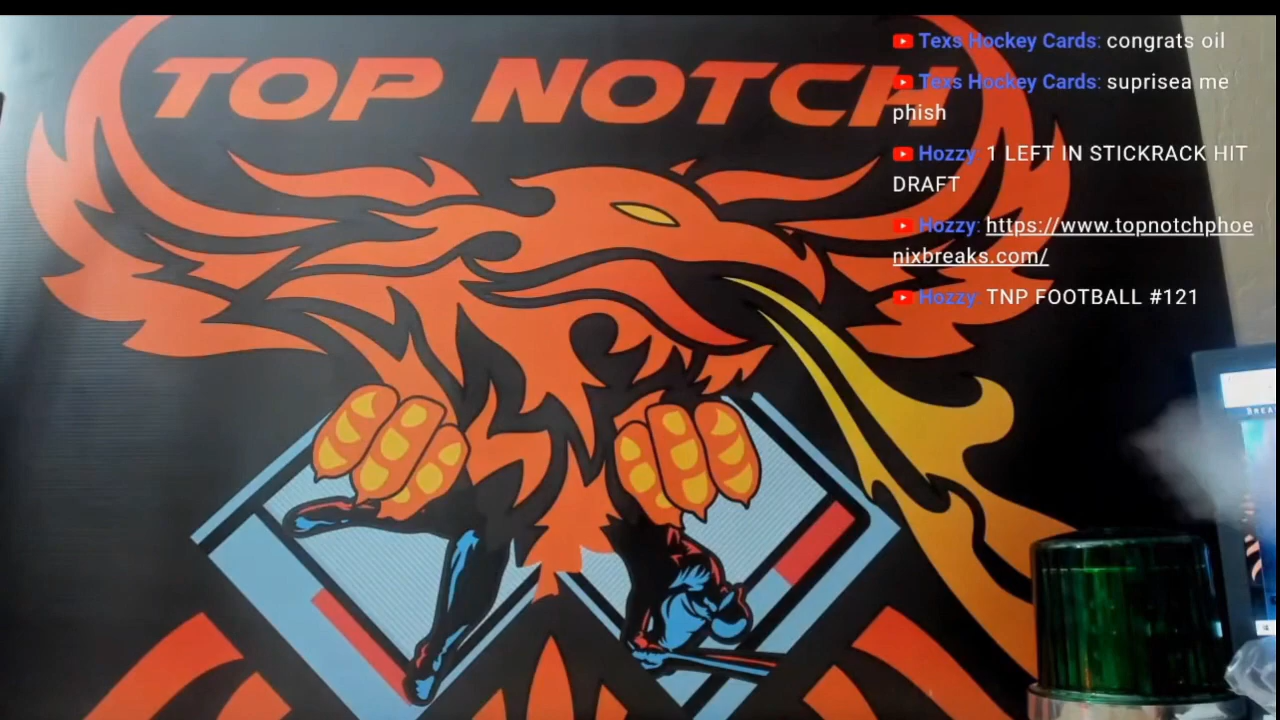 TOP NOTCH
Texs Hockey Cards: congrats oil
Texs Hockey Cards: suprisea me
phish
Hozzy: 1 LEFT IN STICKRACK HIT
DRAFT
Hozzy: https://www.topnotchphoe
nixbreaks.com/
Hozzy: TNP FOOTBALL #121
BREA